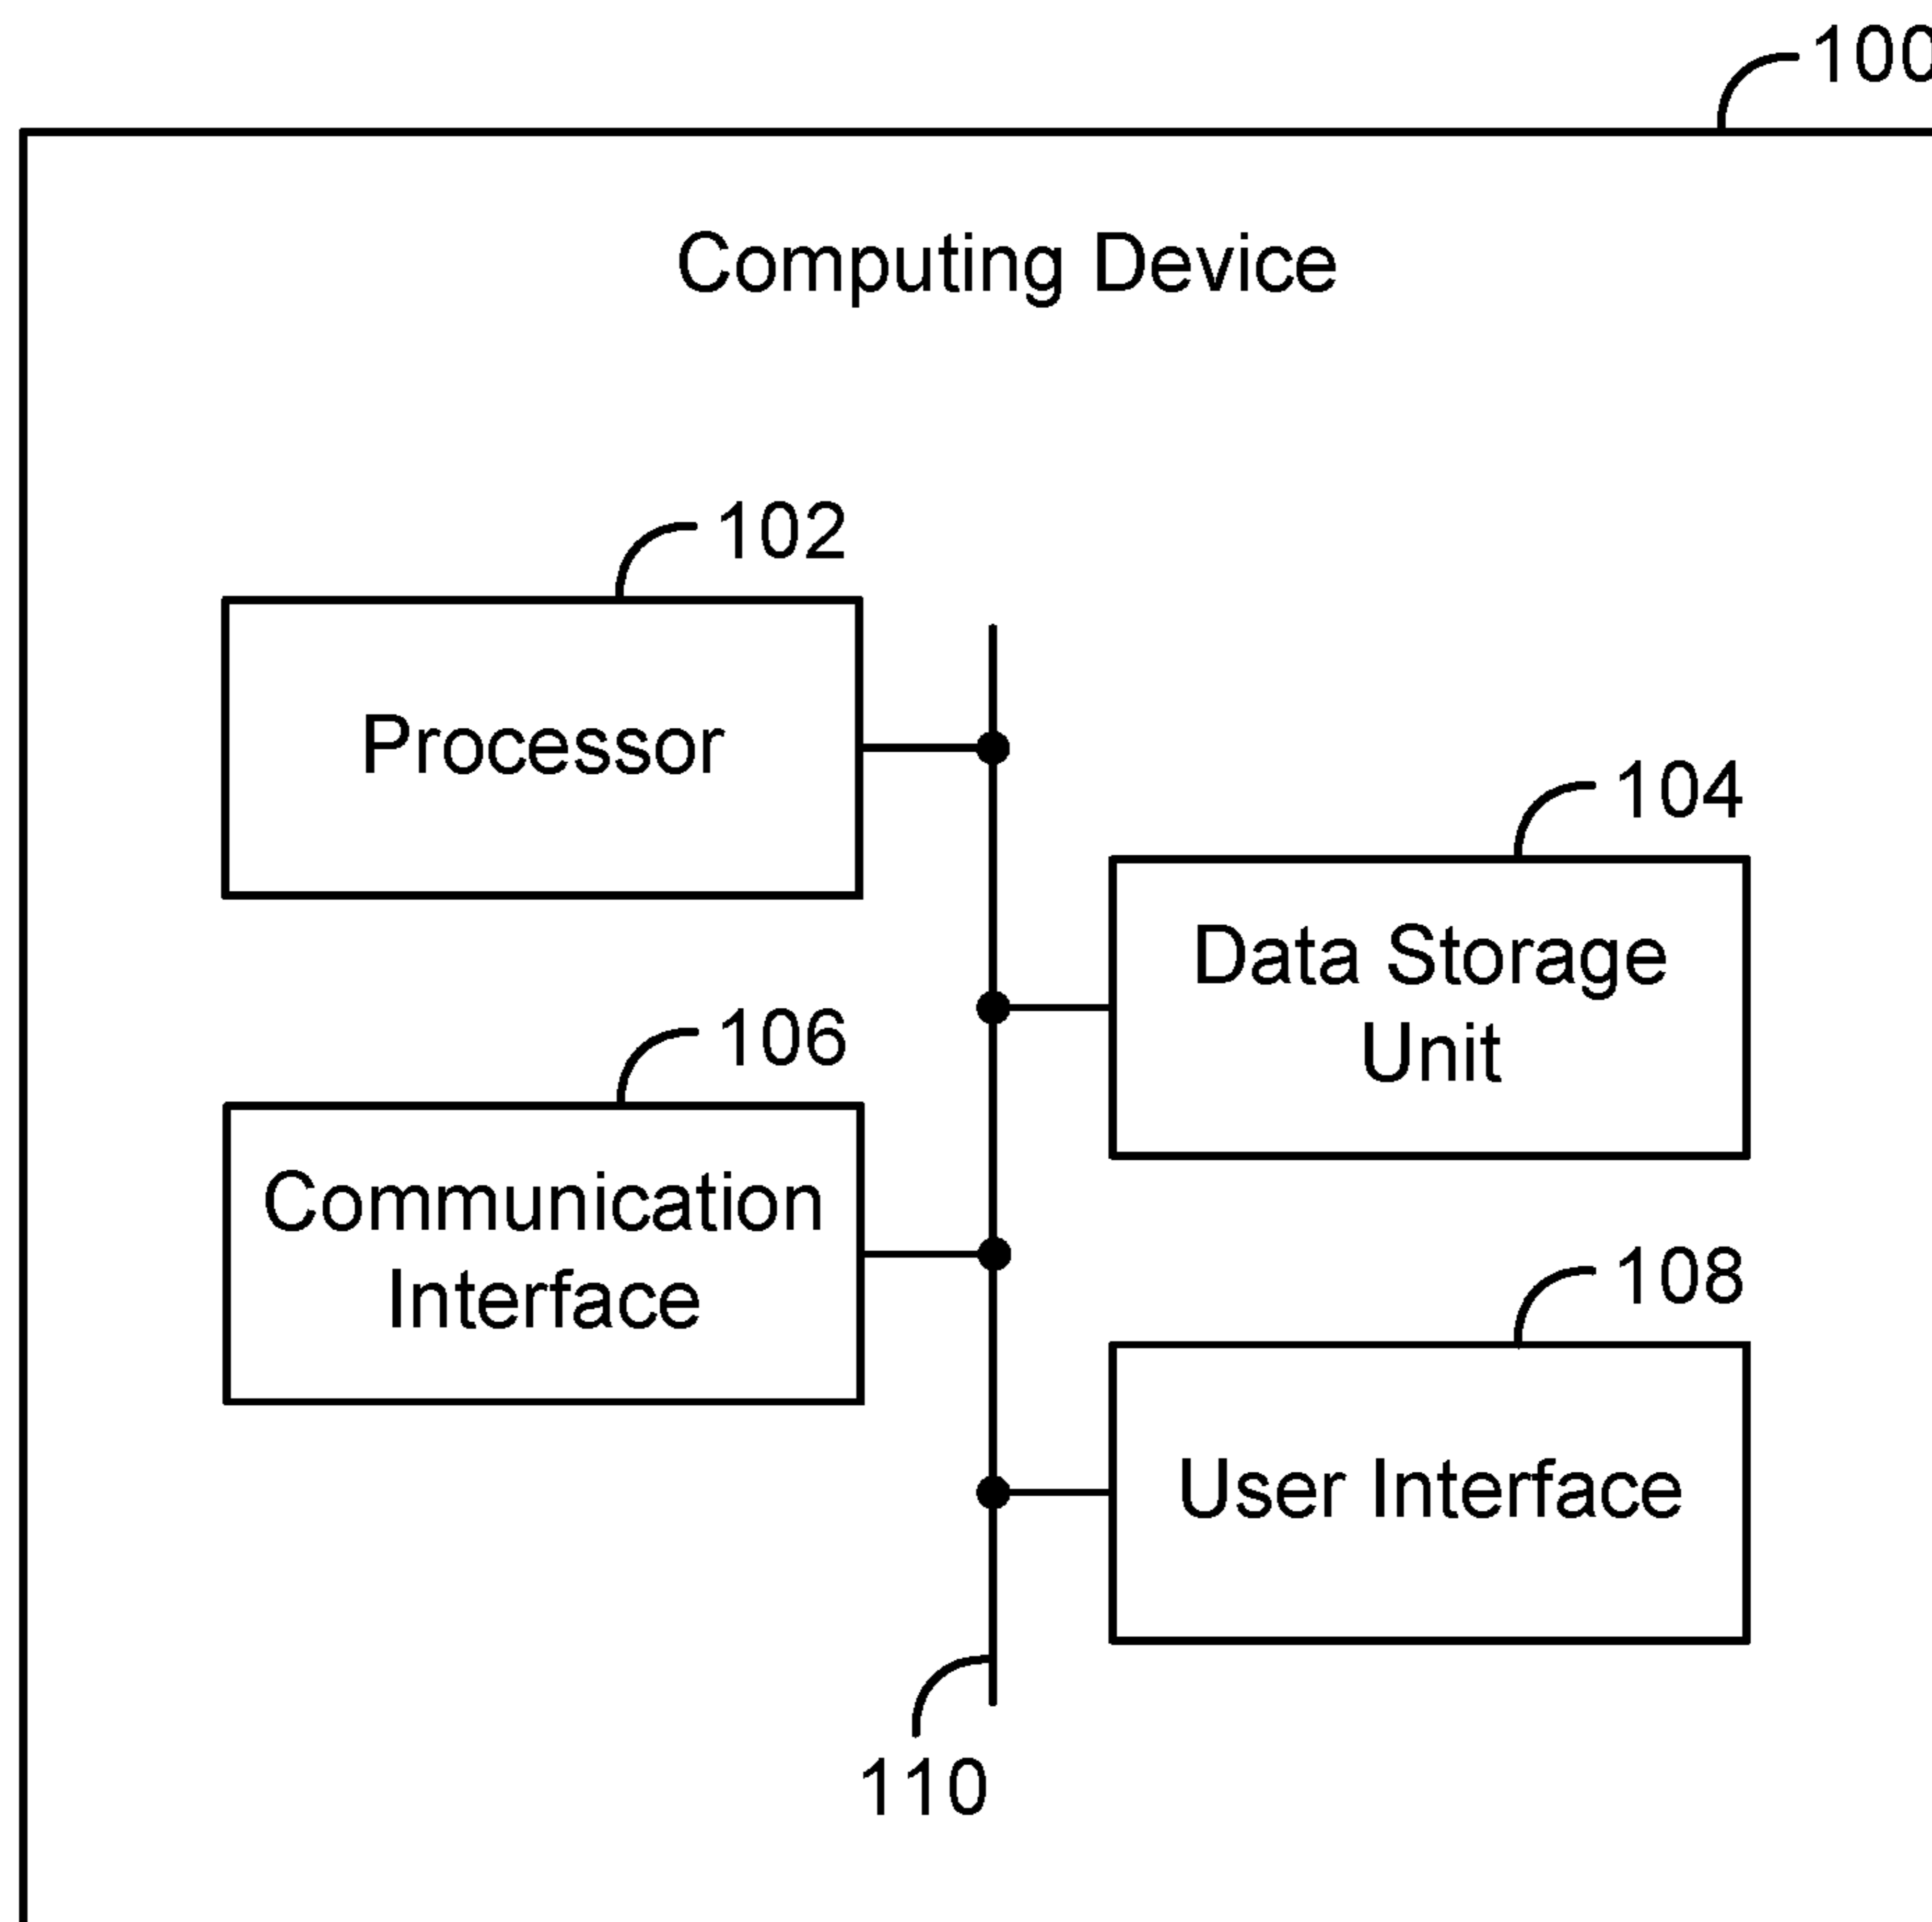 100
Computing Device
102
Processor
104
Data Storage
Unit
106
Communication
Interface
108
User Interface
110